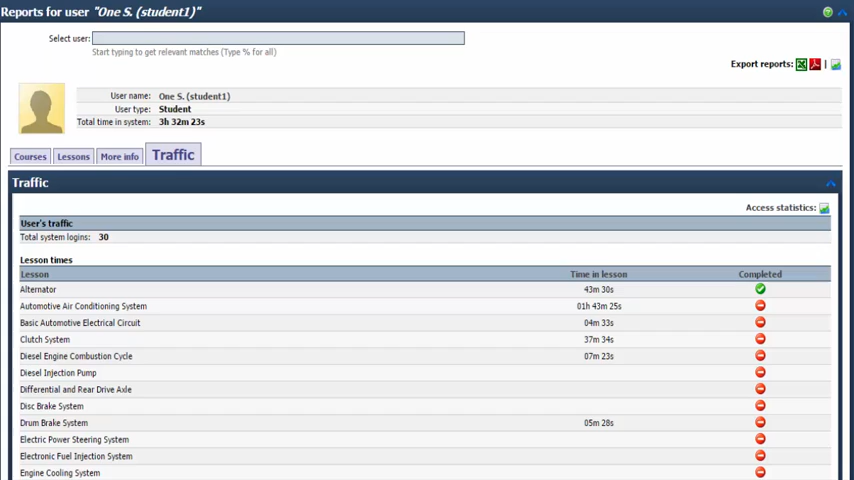 Reports for user "One S. (student1)"
Select user:
Start typing to get relevant matches (Type % for all)
Export reports: |
User name: One S. (student1)
User type: Student
Total time in system: 3h 32m 23s
Courses Lessons More info Traffic
Traffic
Access statistics:
User's traffic
Total system logins: 30
Lesson times
Lesson Time in lesson Completed
Alternator 43m 30s
Automotive Air Conditioning System 01h 43m 25s
Basic Automotive Electrical Circuit 04m 33s
Clutch System 37m 34s
Diesel Engine Combustion Cycle 07m 23s
Diesel Injection Pump
Differential and Rear Drive Axle
Disc Brake System
Drum Brake System 05m 28s
Electric Power Steering System
Electronic Fuel Injection System
Engine Cooling System